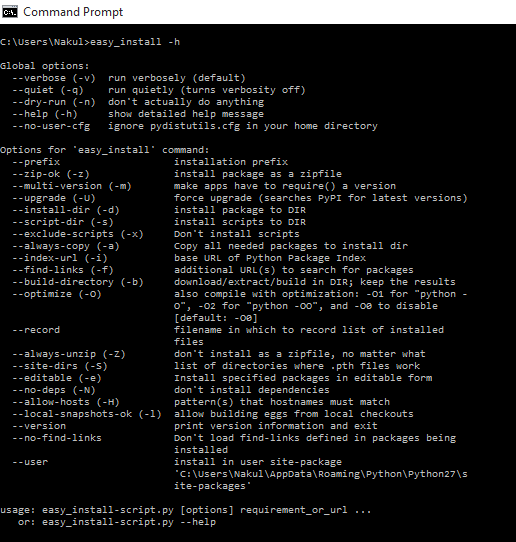 Command Prompt
C:\Users\Nakul>easy_install -h
Global options:
  --verbose (-v)  run verbosely (default)
  --quiet (-q)    run quietly (turns verbosity off)
  --dry-run (-n)  don't actually do anything
  --help (-h)     show detailed help message
  --no-user-cfg   ignore pydistutils.cfg in your home directory
Options for 'easy_install' command:
  --prefix                   installation prefix
  --zip-ok (-z)              install package as a zipfile
  --multi-version (-m)       make apps have to require() a version
  --upgrade (-U)             force upgrade (searches PyPI for latest versions)
  --install-dir (-d)         install package to DIR
  --script-dir (-s)          install scripts to DIR
  --exclude-scripts (-x)     Don't install scripts
  --always-copy (-a)         Copy all needed packages to install dir
  --index-url (-i)           base URL of Python Package Index
  --find-links (-f)          additional URL(s) to search for packages
  --build-directory (-b)     download/extract/build in DIR; keep the results
  --optimize (-O)            also compile with optimization: -O1 for "python -
                             O", -O2 for "python -OO", and -O0 to disable
                             [default: -O0]
  --record                   filename in which to record list of installed
                             files
  --always-unzip (-Z)        don't install as a zipfile, no matter what
  --site-dirs (-S)           list of directories where .pth files work
  --editable (-e)            Install specified packages in editable form
  --no-deps (-N)             don't install dependencies
  --allow-hosts (-H)         pattern(s) that hostnames must match
  --local-snapshots-ok (-l)  allow building eggs from local checkouts
  --version                  print version information and exit
  --no-find-links            Don't load find-links defined in packages being
                             installed
  --user                     install in user site-package
                             'C:\Users\Nakul\AppData\Roaming\Python\Python27\s
                             ite-packages'
usage: easy_install-script.py [options] requirement_or_url ...
   or: easy_install-script.py --help